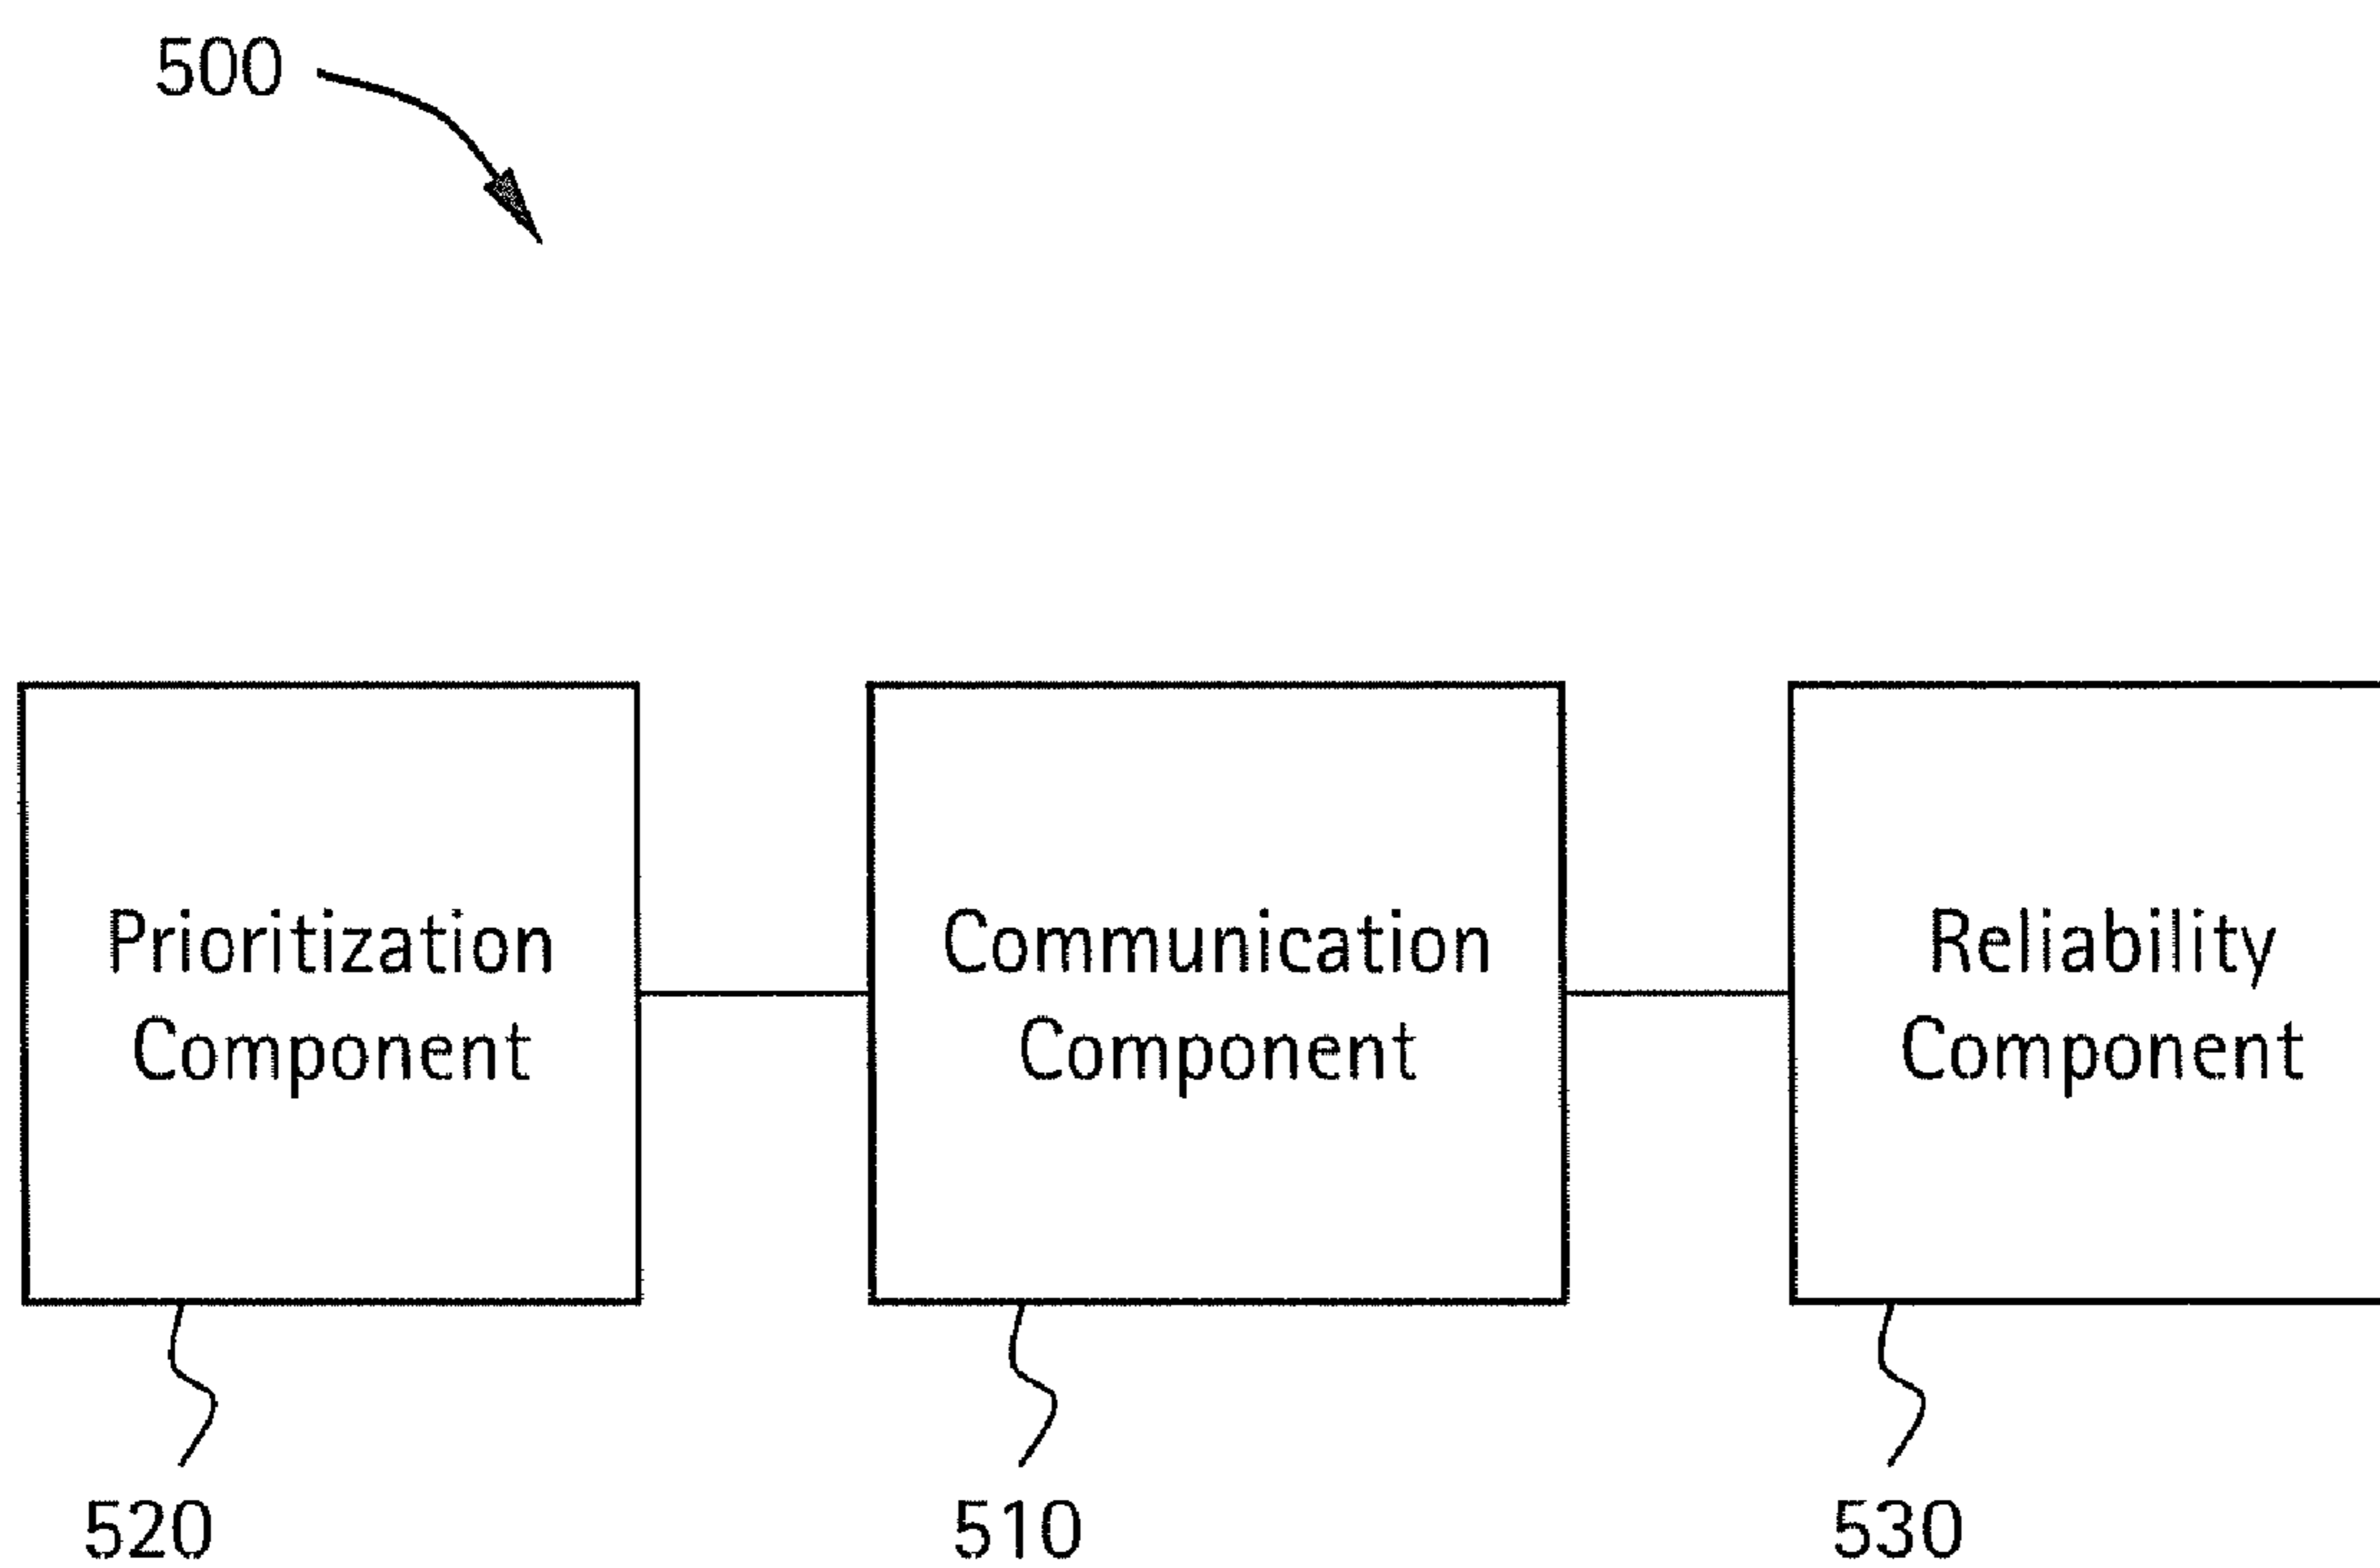 500
Prioritization
Component
Communication
Component
Reliability
Component
520
510
530